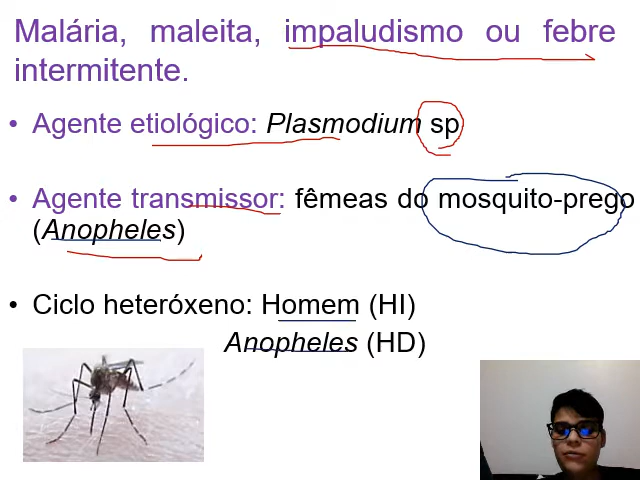 Malária, maleita, impaludismo ou febre
intermitente.
• Agente etiológico: Plasmodium sp
• Agente transmissor: fêmeas do mosquito-prego
(Anopheles)
• Ciclo heteróxeno: Homem (HI)
Anopheles (HD)